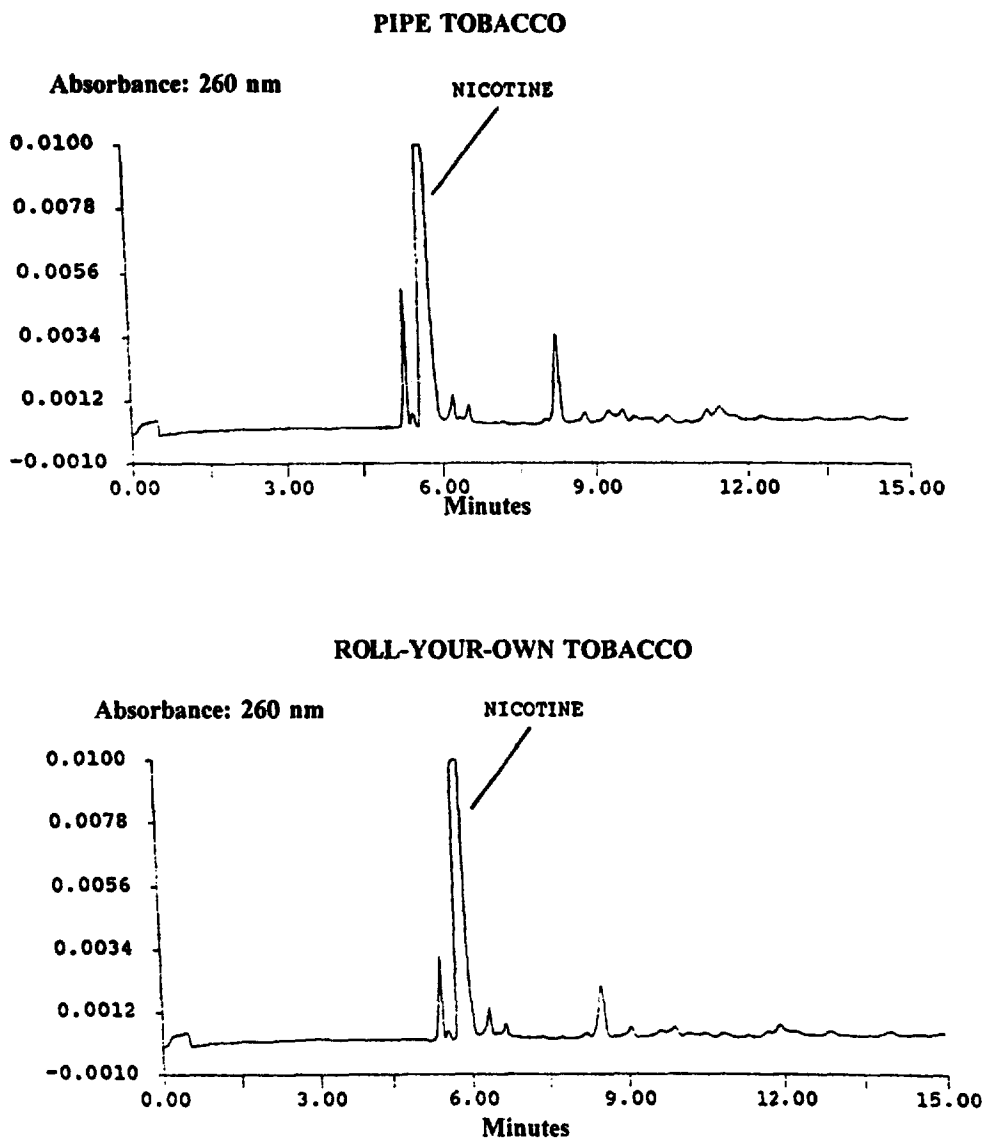 PIPE TOBACCO
Absorbance: 260 nm
NICOTINE
0.0100
0.0078
0.0056
0.0034
0.0012
-0.0010
0.00 3.00 6.00 9.00 12.00 15.00
Minutes
ROLL-YOUR-OWN TOBACCO
Absorbance: 260 nm
NICOTINE
0.0100
0.0078
0.0056
0.0034
0.0012
-0.0010
0.00 3.00 6.00 9.00 12.00 15.00
Minutes